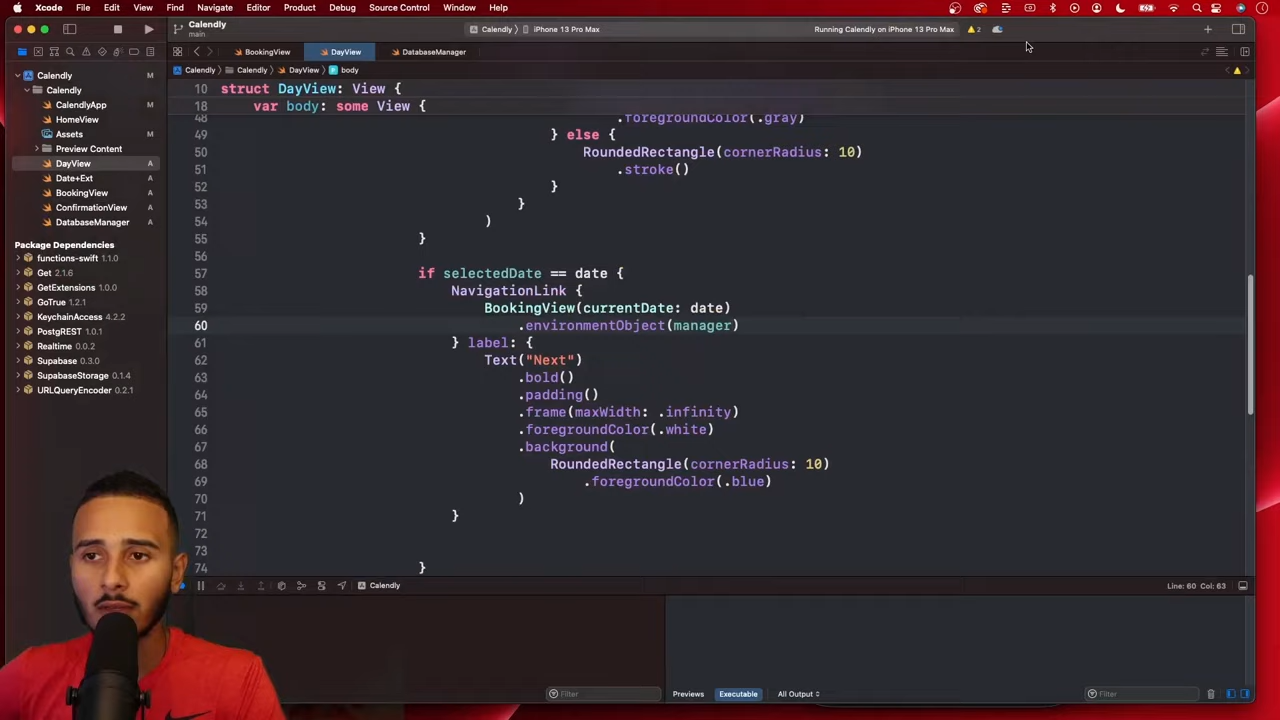 Xcode File Edit View Find Navigate Editor Product Debug Source Control Window Help
Calendly
main
Calendly iPhone 13 Pro Max
Running Calendly on iPhone 13 Pro Max 2
BookingView DayView DatabaseManager
Calendly Calendly DayView body
Calendly M
Calendly
CalendlyApp M
HomeView
Assets M
Preview Content
DayView A
Date+Ext A
BookingView A
ConfirmationView A
DatabaseManager A
Package Dependencies
functions-swift 1.1.0
Get 2.1.6
GetExtensions 1.0.0
GoTrue 1.2.1
KeychainAccess 4.2.2
PostgREST 1.0.1
Realtime 0.0.2
Supabase 0.3.0
SupabaseStorage 0.1.4
URLQueryEncoder 0.2.1
10 struct DayView: View {
18 var body: some View {
48 .foregroundColor(.gray)
49 } else {
50 RoundedRectangle(cornerRadius: 10)
51 .stroke()
52 }
53 }
54 )
55 }
56
57 if selectedDate == date {
58 NavigationLink {
59 BookingView(currentDate: date)
60 .environmentObject(manager)
61 } label: {
62 Text("Next")
63 .bold()
64 .padding()
65 .frame(maxWidth: .infinity)
66 .foregroundColor(.white)
67 .background(
68 RoundedRectangle(cornerRadius: 10)
69 .foregroundColor(.blue)
70 )
71 }
72
73
74 }
Calendly
Line: 60 Col: 63
Filter
Previews Executable All Output
Filter